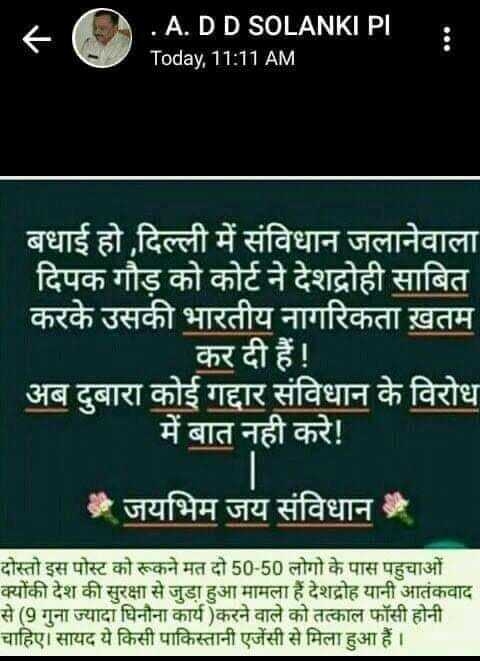 . A. D D SOLANKI PI
Today, 11:11 AM
बधाई हो ,दिल्ली में संविधान जलानेवाला
दिपक गौड़ को कोर्ट ने देशद्रोही साबित
करके उसकी भारतीय नागरिकता ख़तम
कर दी हैं !
अब दुबारा कोई गद्दार संविधान के विरोध
में बात नही करे!
|
🌹 जयभिम जय संविधान 🌹
दोस्तो इस पोस्ट को रूकने मत दो 50-50 लोगो के पास पहुचाओं
क्योंकी देश की सुरक्षा से जुडा हुआ मामला हैं देशद्रोह यानी आतंकवाद
से (9 गुना ज्यादा घिनौना कार्य )करने वाले को तत्काल फॉसी होनी
चाहिए। सायद ये किसी पाकिस्तानी एजेंसी से मिला हुआ हैं ।